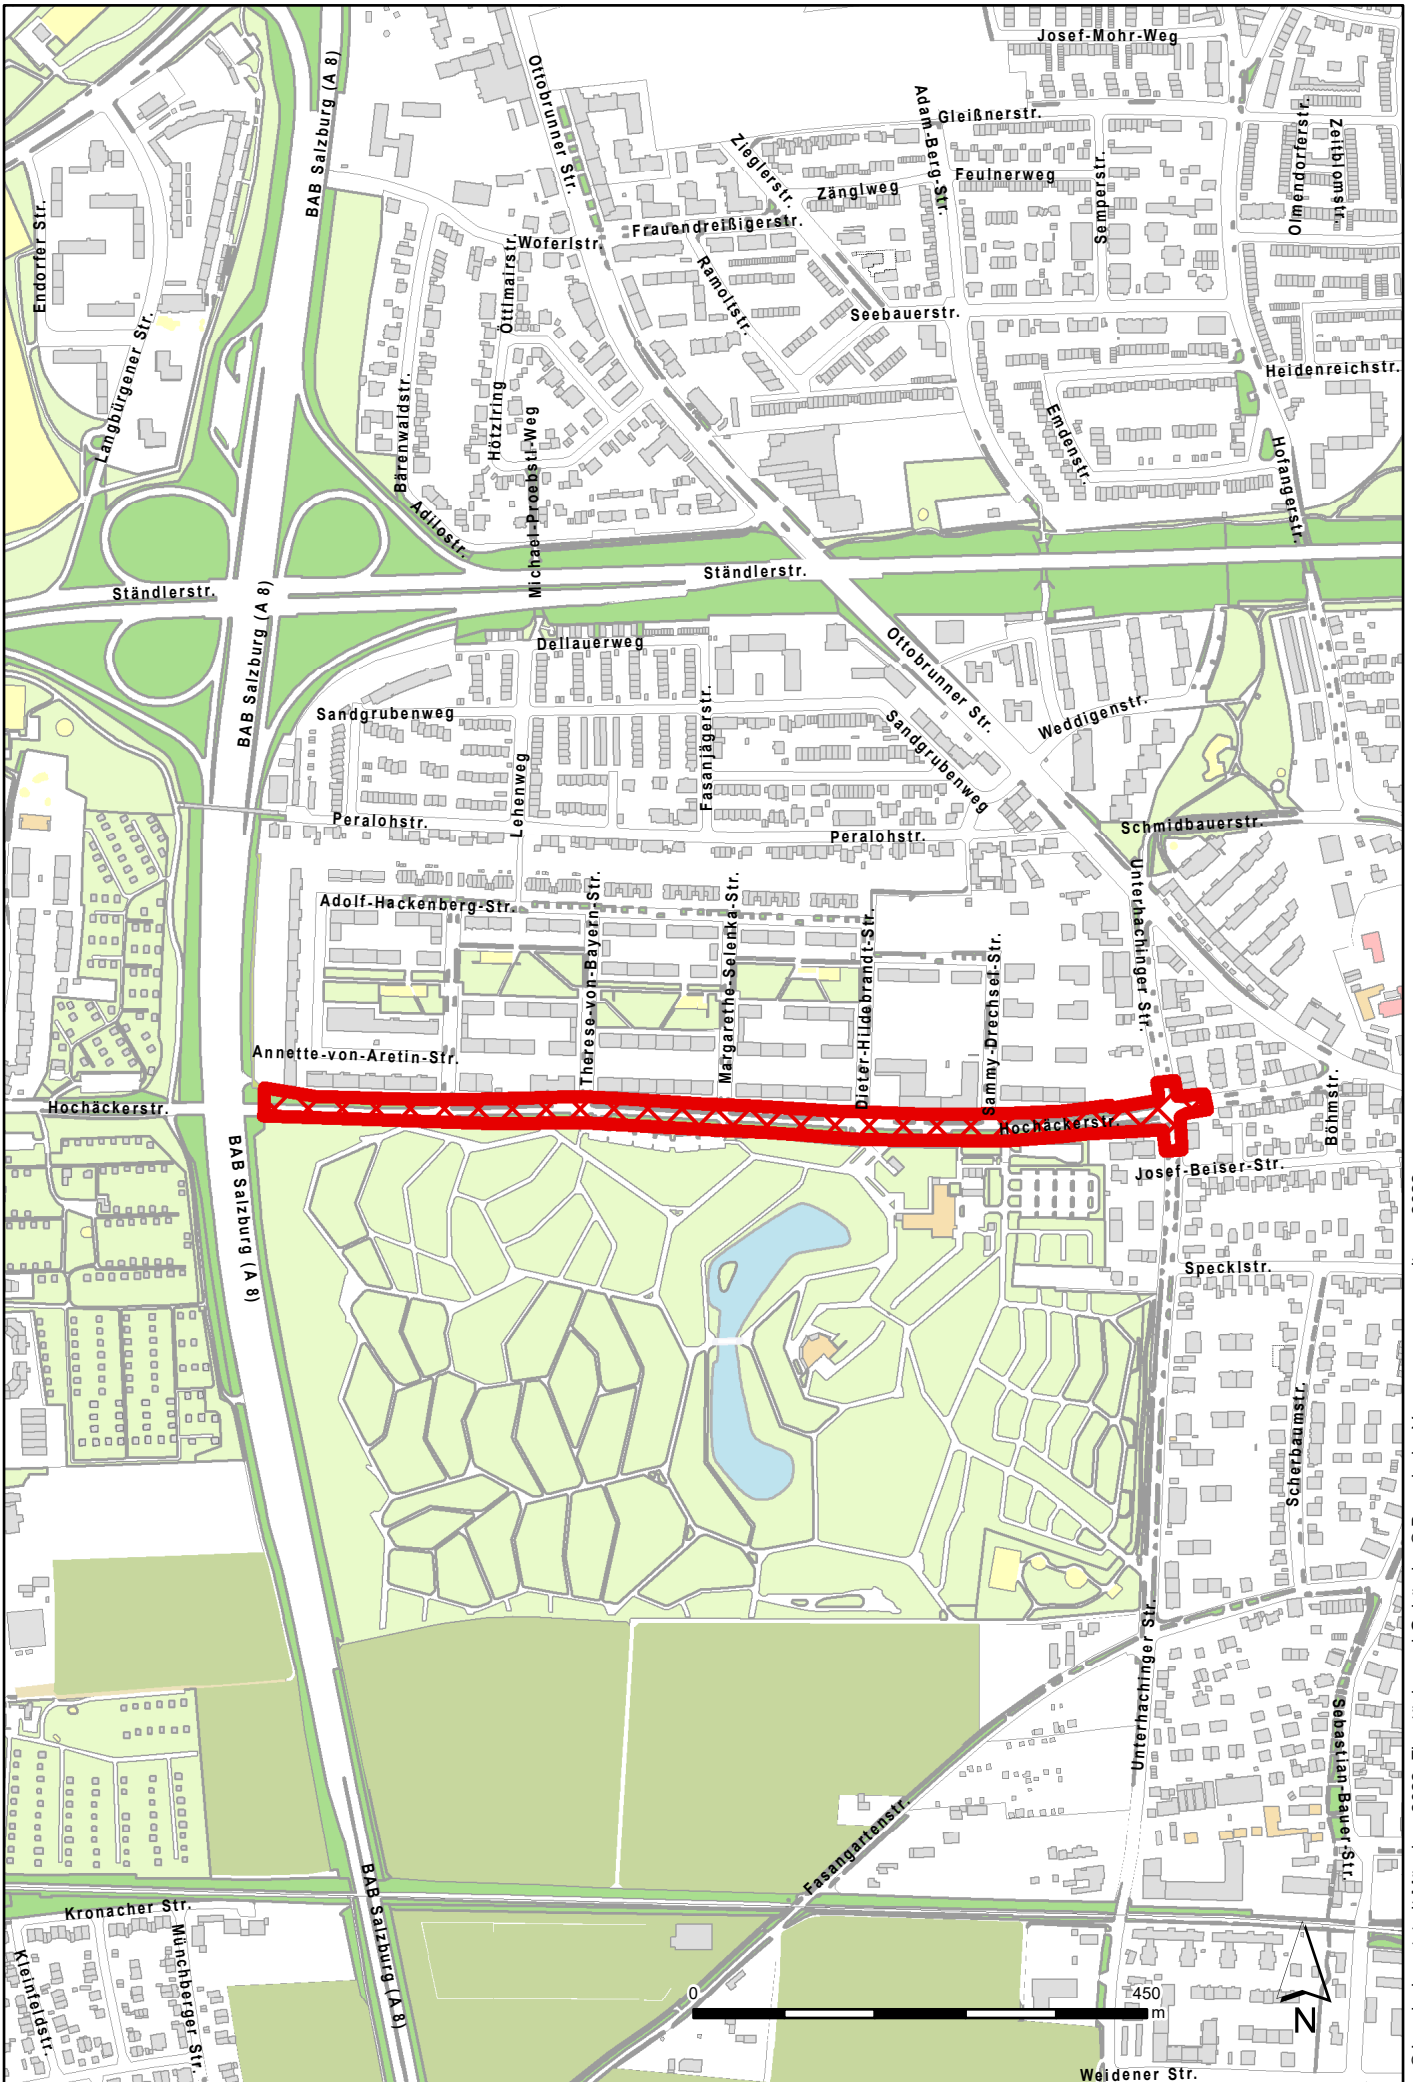 Josef-Mohr-Weg
BAB Salzburg (A 8)
Ottobrunner Str.
Adam-Berg-Str.
Gleißnerstr.
Olmendorferstr.
Zeitblomstr.
Zieglerstr.
Zänglweg
Feulnerweg
Semperstr.
Endorfer Str.
Frauendreißigerstr.
Woferlstr.
Öttlmairstr.
Ramoltstr.
Seebauerstr.
Langbürgener Str.
Heidenreichstr.
Bärenwaldstr.
Hötzlring
Michael-Proebstl-Weg
Emdenstr.
Hofangerstr.
Adilostr.
Ständlerstr.
Ständlerstr.
BAB Salzburg (A 8)
Dellauerweg
Ottobrunner Str.
Sandgrubenweg
Fasanjägerstr.
Sandgrubenweg
Weddigenstr.
Lehenweg
Peralohstr.
Peralohstr.
Schmidbauerstr.
Unterhachinger Str.
Adolf-Hackenberg-Str.
Therese-von-Bayern-Str.
Margarethe-Selenka-Str.
Dieter-Hildebrandt-Str.
Sammy-Drechsel-Str.
Annette-von-Aretin-Str.
Hochäckerstr.
Hochäckerstr.
Böhmstr.
BAB Salzburg (A 8)
Josef-Beiser-Str.
Specklstr.
Scherbaumstr.
Unterhachinger Str.
Sebastian-Bauer-Str.
Fasangartenstr.
BAB Salzburg (A 8)
Kronacher Str.
Münchberger Str.
Kleinfeldstr.
0
450
m
N
Weidener Str.